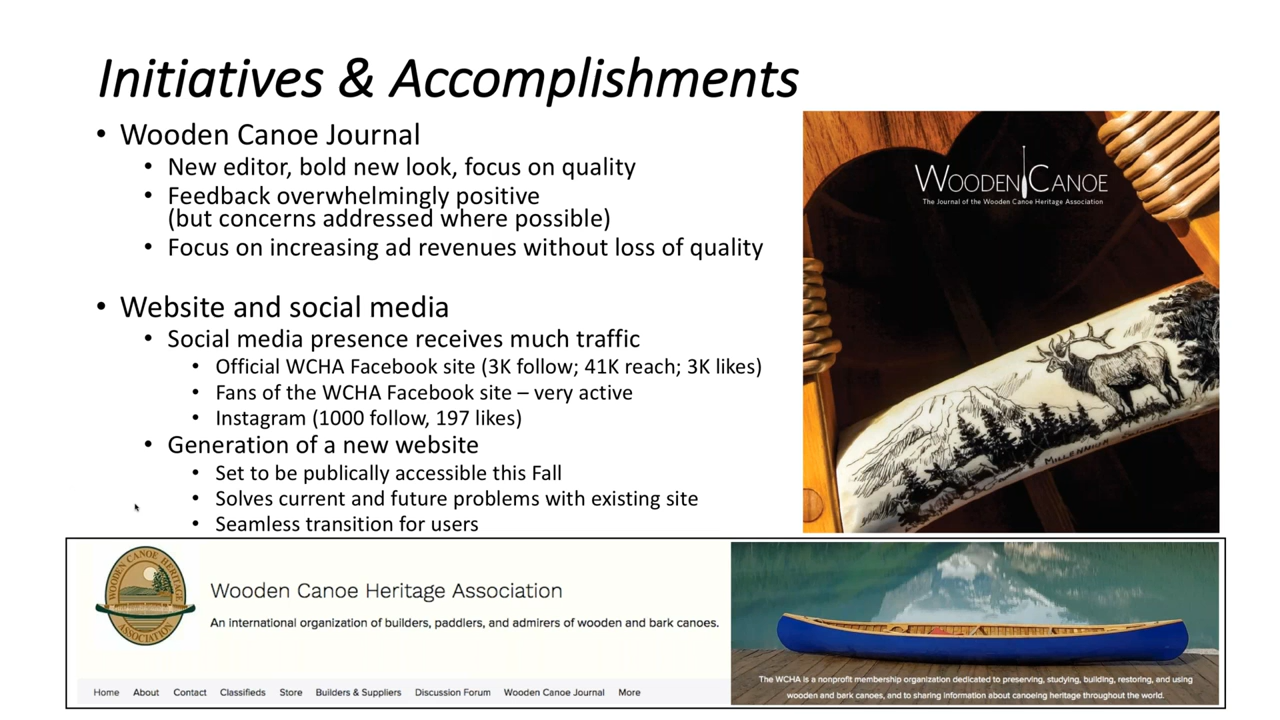 Initiatives & Accomplishments
• Wooden Canoe Journal
• New editor, bold new look, focus on quality
• Feedback overwhelmingly positive
(but concerns addressed where possible)
• Focus on increasing ad revenues without loss of quality
• Website and social media
• Social media presence receives much traffic
• Official WCHA Facebook site (3K follow; 41K reach; 3K likes)
• Fans of the WCHA Facebook site – very active
• Instagram (1000 follow, 197 likes)
• Generation of a new website
• Set to be publically accessible this Fall
• Solves current and future problems with existing site
• Seamless transition for users
WOODEN CANOE
The Journal of the Wooden Canoe Heritage Association
WOODEN CANOE HERITAGE
ASSOCIATION
Wooden Canoe Heritage Association
An international organization of builders, paddlers, and admirers of wooden and bark canoes.
Home About Contact Classifieds Store Builders & Suppliers Discussion Forum Wooden Canoe Journal More
The WCHA is a nonprofit membership organization dedicated to preserving, studying, building, restoring, and using
wooden and bark canoes, and to sharing information about canoeing heritage throughout the world.